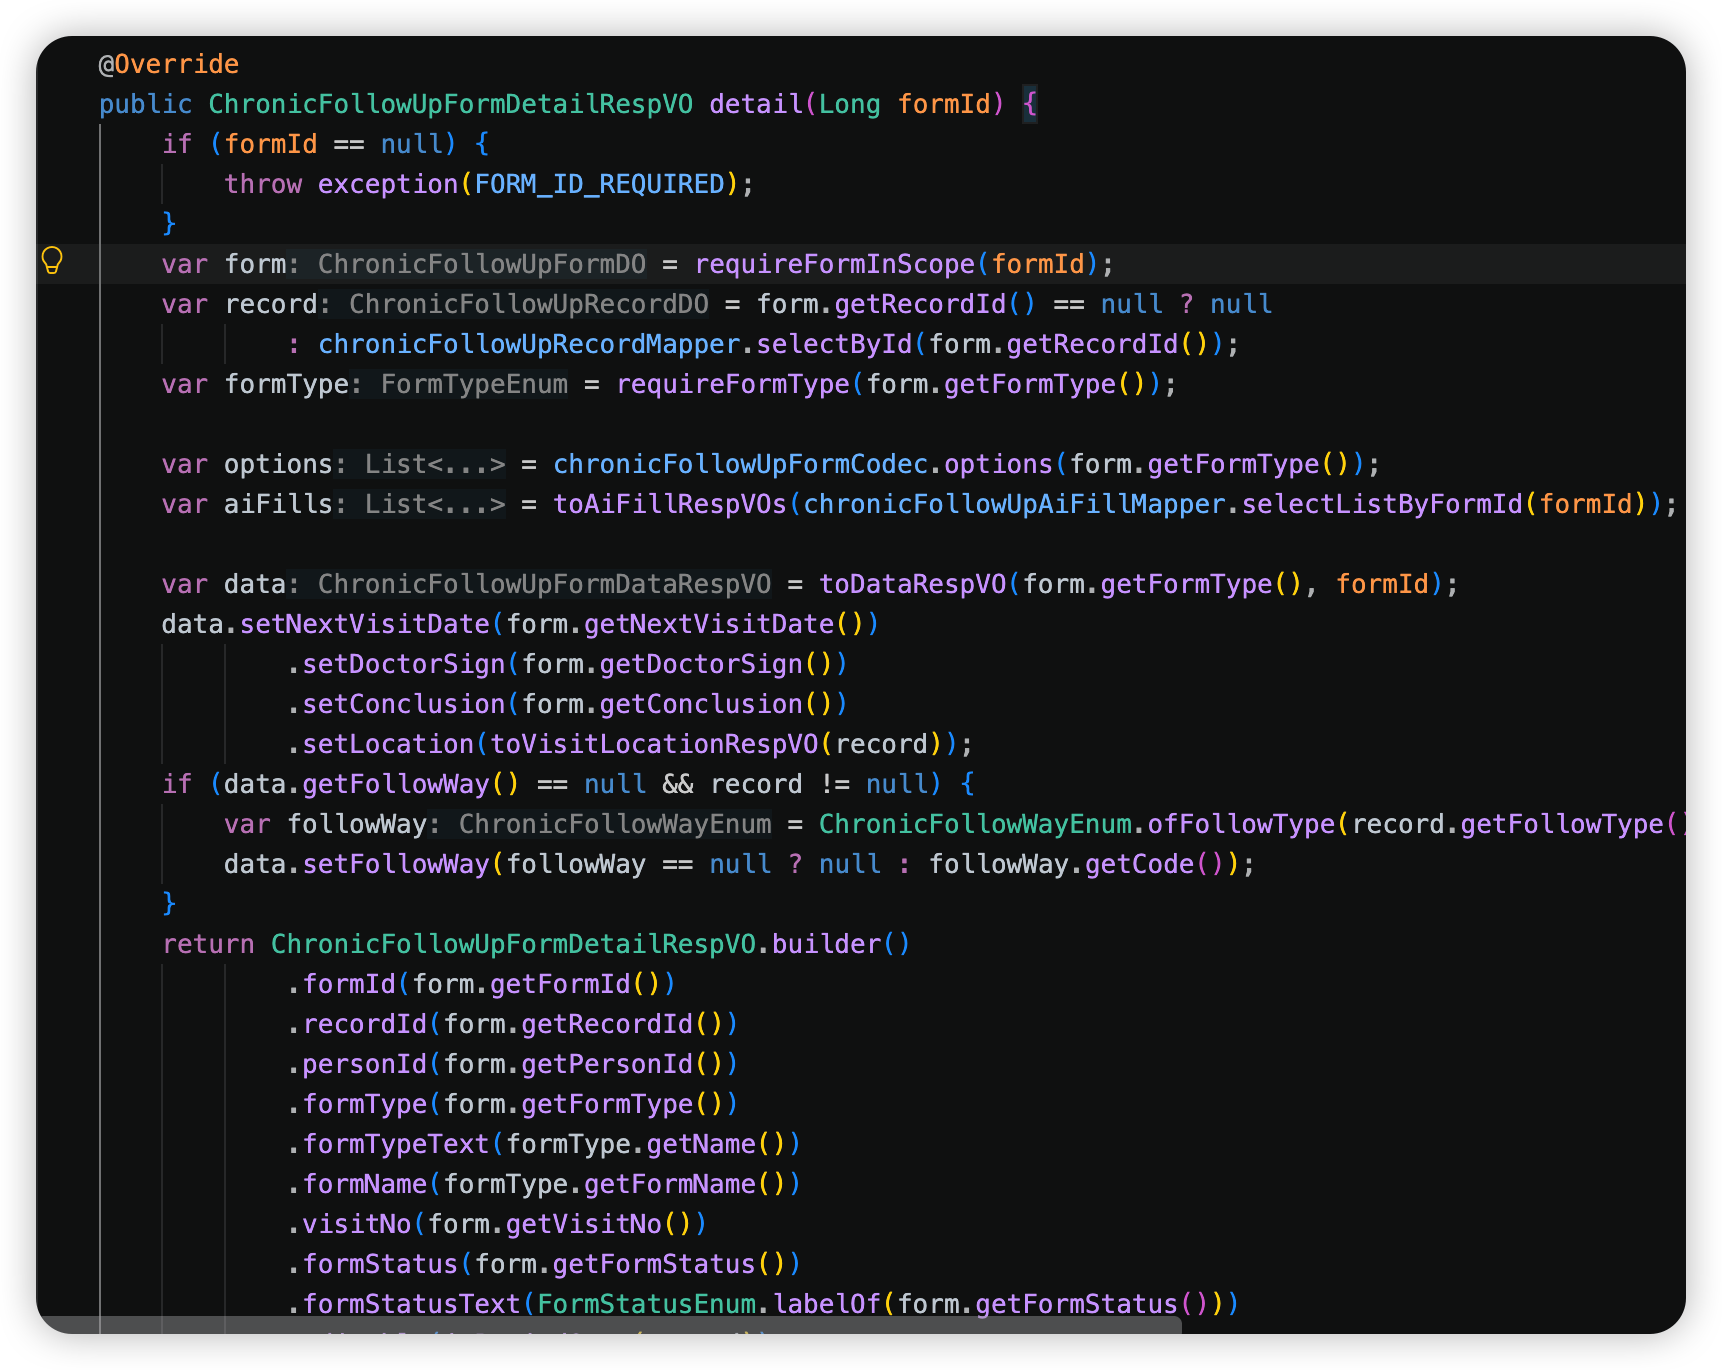 @Override
public ChronicFollowUpFormDetailRespVO detail(Long formId) {
if (formId == null) {
throw exception(FORM_ID_REQUIRED);
}
var form: ChronicFollowUpFormDO = requireFormInScope(formId);
var record: ChronicFollowUpRecordDO = form.getRecordId() == null ? null
: chronicFollowUpRecordMapper.selectById(form.getRecordId());
var formType: FormTypeEnum = requireFormType(form.getFormType());
var options: List<...> = chronicFollowUpFormCodec.options(form.getFormType());
var aiFills: List<...> = toAiFillRespVOs(chronicFollowUpAiFillMapper.selectListByFormId(formId));
var data: ChronicFollowUpFormDataRespVO = toDataRespVO(form.getFormType(), formId);
data.setNextVisitDate(form.getNextVisitDate())
.setDoctorSign(form.getDoctorSign())
.setConclusion(form.getConclusion())
.setLocation(toVisitLocationRespVO(record));
if (data.getFollowWay() == null && record != null) {
var followWay: ChronicFollowWayEnum = ChronicFollowWayEnum.ofFollowType(record.getFollowType()
data.setFollowWay(followWay == null ? null : followWay.getCode());
}
return ChronicFollowUpFormDetailRespVO.builder()
.formId(form.getFormId())
.recordId(form.getRecordId())
.personId(form.getPersonId())
.formType(form.getFormType())
.formTypeText(formType.getName())
.formName(formType.getFormName())
.visitNo(form.getVisitNo())
.formStatus(form.getFormStatus())
.formStatusText(FormStatusEnum.labelOf(form.getFormStatus()))